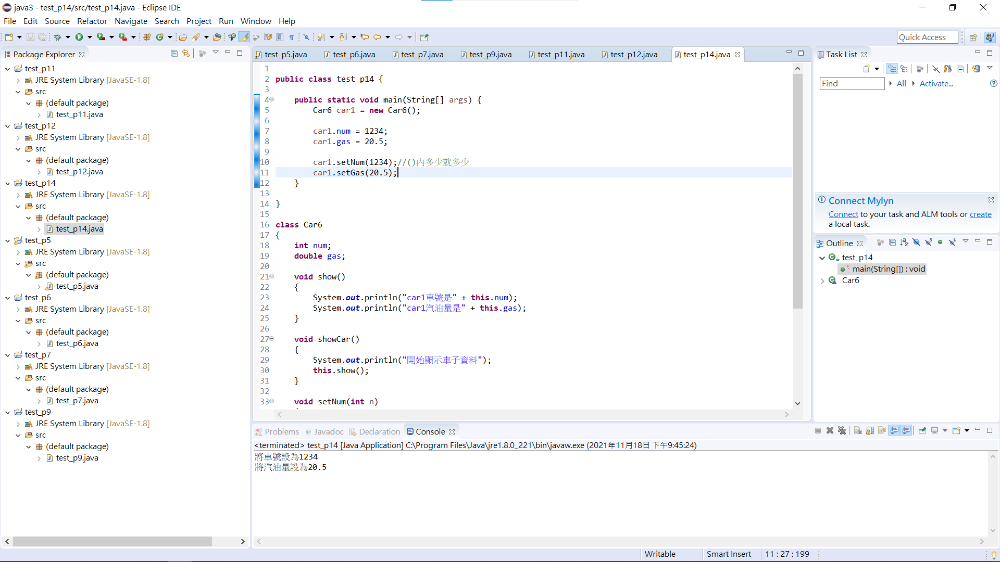 java3 - test_p14/src/test_p14.java - Eclipse IDE
File Edit Source Refactor Navigate Search Project Run Window Help
Quick Access
Package Explorer
test_p11
JRE System Library [JavaSE-1.8]
src
(default package)
test_p11.java
test_p12
JRE System Library [JavaSE-1.8]
src
(default package)
test_p12.java
test_p14
JRE System Library [JavaSE-1.8]
src
(default package)
test_p14.java
test_p5
JRE System Library [JavaSE-1.8]
src
(default package)
test_p5.java
test_p6
JRE System Library [JavaSE-1.8]
src
(default package)
test_p6.java
test_p7
JRE System Library [JavaSE-1.8]
src
(default package)
test_p7.java
test_p9
JRE System Library [JavaSE-1.8]
src
(default package)
test_p9.java
test_p5.java test_p6.java test_p7.java test_p9.java test_p11.java test_p12.java test_p14.java
1
2 public class test_p14 {
3
4 public static void main(String[] args) {
5 Car6 car1 = new Car6();
6
7 car1.num = 1234;
8 car1.gas = 20.5;
9
10 car1.setNum(1234);//()內多少就多少
11 car1.setGas(20.5);
12 }
13
14 }
15
16 class Car6
17 {
18 int num;
19 double gas;
20
21 void show()
22 {
23 System.out.println("car1車號是" + this.num);
24 System.out.println("car1汽油量是" + this.gas);
25 }
26
27 void showCar()
28 {
29 System.out.println("開始顯示車子資料");
30 this.show();
31 }
32
33 void setNum(int n)
Problems @ Javadoc Declaration Console
<terminated> test_p14 [Java Application] C:\Program Files\Java\jre1.8.0_221\bin\javaw.exe (2021年11月18日 下午9:45:24)
將車號設為1234
將汽油量設為20.5
Task List
Find All Activate...
Connect Mylyn
Connect to your task and ALM tools or create
a local task.
Outline
test_p14
main(String[]) : void
Car6
Writable Smart Insert 11 : 27 : 199